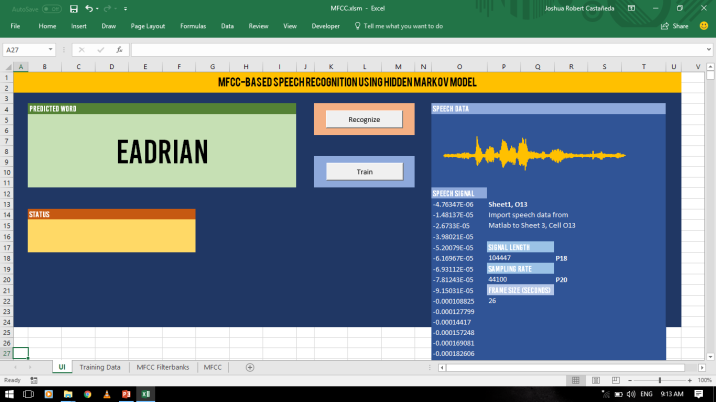 AutoSave
MFCC.xlsm - Excel
Joshua Robert Castañeda
File Home Insert Draw Page Layout Formulas Data Review View Developer Tell me what you want to do Share
A27 fx
A B C D E F G H I J K L M N O P Q R S T U V
1
2
3
4
5
6
7
8
9
10
11
12
13
14
15
16
17
18
19
20
21
22
23
24
25
26
27
MFCC-BASED SPEECH RECOGNITION USING HIDDEN MARKOV MODEL
PREDICTED WORD
EADRIAN
STATUS
Recognize
Train
SPEECH DATA
SPEECH SIGNAL
-4.76347E-06 Sheet1, O13
-1.48137E-05 Import speech data from
-2.6733E-05 Matlab to Sheet 3, Cell O13
-3.98021E-05
-5.20079E-05 SIGNAL LENGTH
-6.16967E-05 104447 P18
-6.93112E-05 SAMPLING RATE
-7.81243E-05 44100 P20
-9.15031E-05 FRAME SIZE (SECONDS)
-0.000108825 26
-0.000127799
-0.00014417
-0.000157248
-0.000169081
-0.000182606
UI Training Data MFCC Filterbanks MFCC
Ready
100%
ENG 9:13 AM